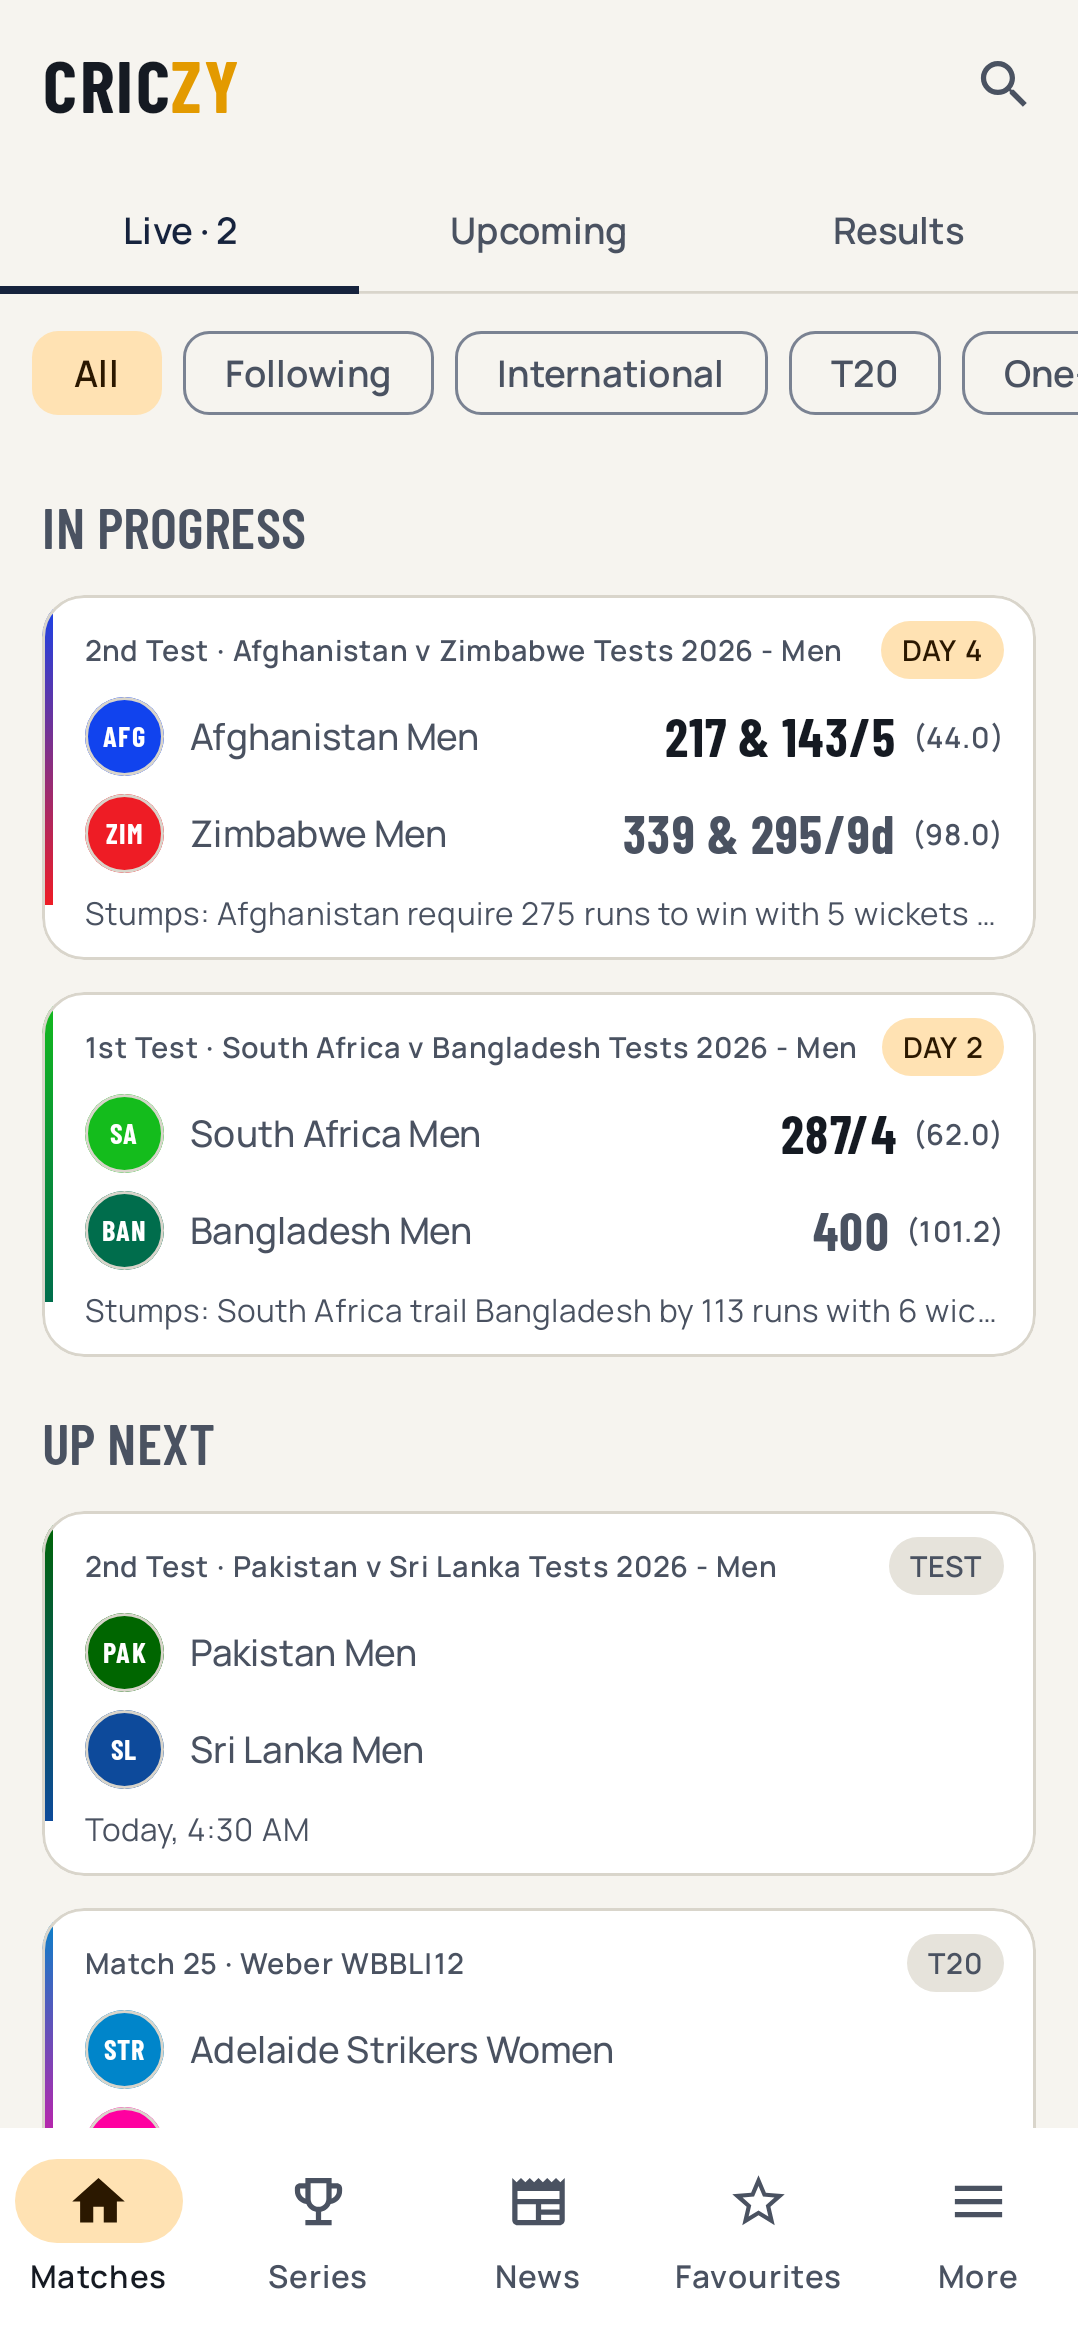 CRICZY
Live · 2 Upcoming Results
All Following International T20 One-
IN PROGRESS
2nd Test · Afghanistan v Zimbabwe Tests 2026 - Men DAY 4
AFG Afghanistan Men 217 & 143/5 (44.0)
ZIM Zimbabwe Men 339 & 295/9d (98.0)
Stumps: Afghanistan require 275 runs to win with 5 wickets ...
1st Test · South Africa v Bangladesh Tests 2026 - Men DAY 2
SA South Africa Men 287/4 (62.0)
BAN Bangladesh Men 400 (101.2)
Stumps: South Africa trail Bangladesh by 113 runs with 6 wic...
UP NEXT
2nd Test · Pakistan v Sri Lanka Tests 2026 - Men TEST
PAK Pakistan Men
SL Sri Lanka Men
Today, 4:30 AM
Match 25 · Weber WBBL|12 T20
STR Adelaide Strikers Women
Matches Series News Favourites More